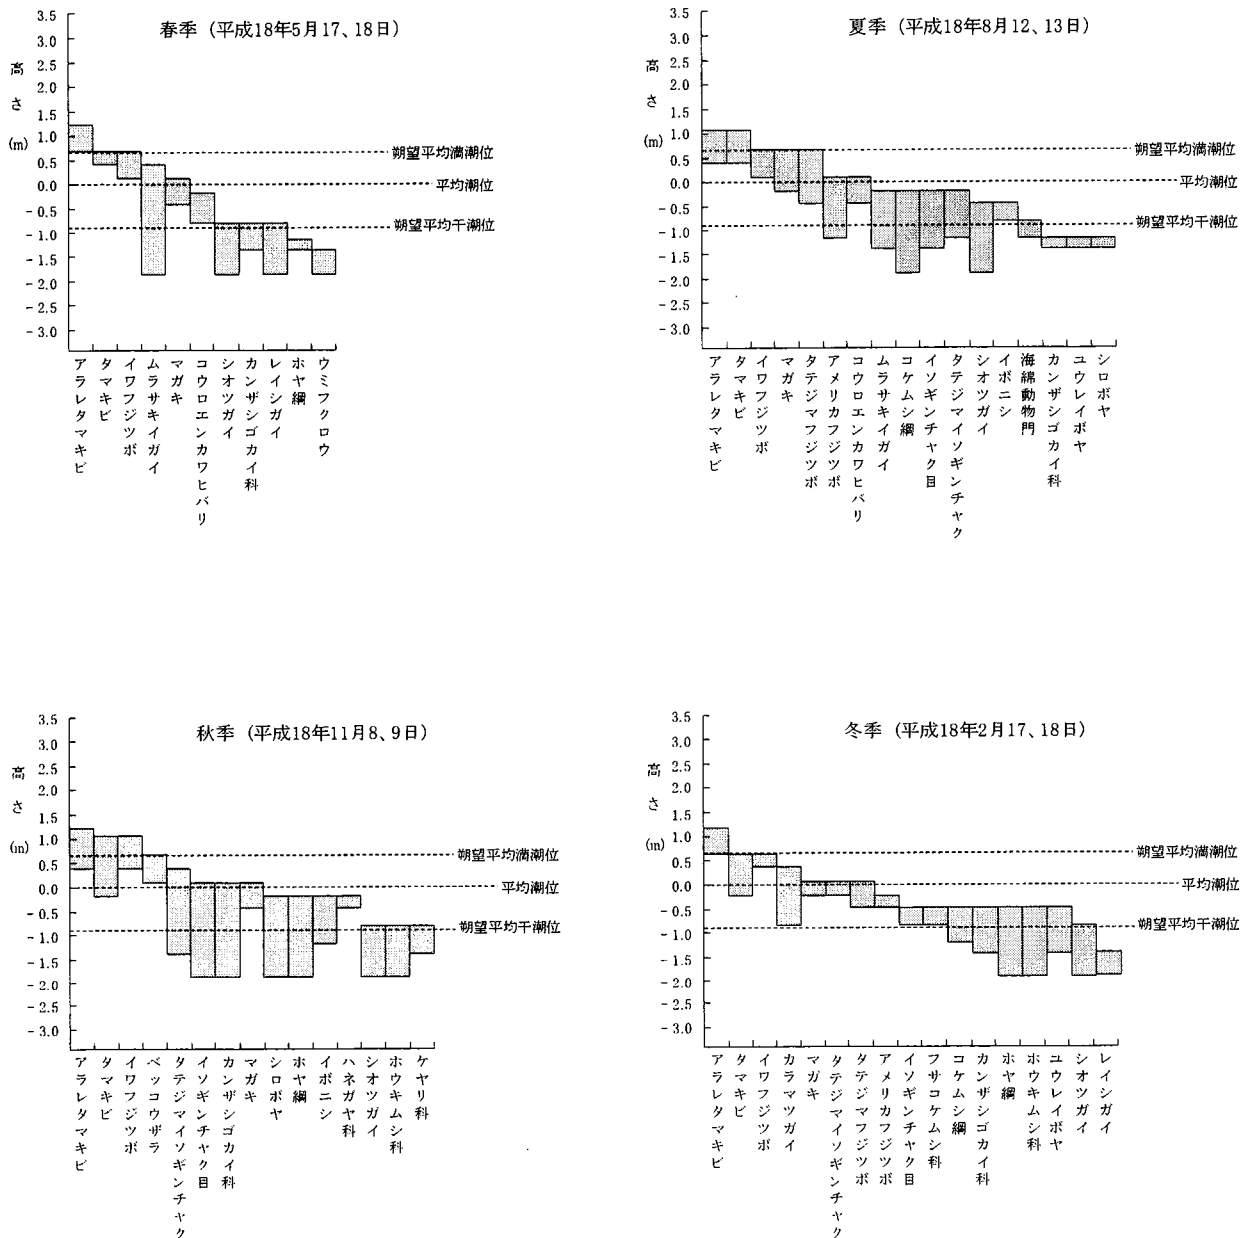 春季 (平成18年5月17、18日)
高さ(m)
3.5
3.0
2.5
2.0
1.5
1.0
0.5
0.0
-0.5
-1.0
-1.5
-2.0
-2.5
-3.0
朔望平均満潮位
平均潮位
朔望平均干潮位
アラレタマキビ
タマキビ
イワフジツボ
ムラサキイガイ
マガキ
コウロエンカワヒバリ
シオツガイ
カンザシゴカイ科
レイシガイ
ホヤ綱
ウミフクロウ
夏季 (平成18年8月12、13日)
高さ(m)
3.5
3.0
2.5
2.0
1.5
1.0
0.5
0.0
-0.5
-1.0
-1.5
-2.0
-2.5
-3.0
朔望平均満潮位
平均潮位
朔望平均干潮位
アラレタマキビ
タマキビ
イワフジツボ
マガキ
タテジマフジツボ
アメリカフジツボ
コウロエンカワヒバリ
ムラサキイガイ
コケムシ綱
イソギンチャク目
タテジマイソギンチャク
シオツガイ
イボニシ
海綿動物門
カンザシゴカイ科
ユウレイボヤ
シロボヤ
秋季 (平成18年11月8、9日)
高さ(m)
3.5
3.0
2.5
2.0
1.5
1.0
0.5
0.0
-0.5
-1.0
-1.5
-2.0
-2.5
-3.0
朔望平均満潮位
平均潮位
朔望平均干潮位
アラレタマキビ
タマキビ
イワフジツボ
ベッコウザラ
タテジマイソギンチャク
イソギンチャク目
カンザシゴカイ科
マガキ
シロボヤ
ホヤ綱
イボニシ
ハネガヤ科
シオツガイ
ホウキムシ科
ケヤリ科
冬季 (平成18年2月17、18日)
高さ(m)
3.5
3.0
2.5
2.0
1.5
1.0
0.5
0.0
-0.5
-1.0
-1.5
-2.0
-2.5
-3.0
朔望平均満潮位
平均潮位
朔望平均干潮位
アラレタマキビ
タマキビ
イワフジツボ
カラマツガイ
マガキ
タテジマイソギンチャク
タテジマフジツボ
アメリカフジツボ
イソギンチャク目
フサコケムシ科
コケムシ綱
カンザシゴカイ科
ホヤ綱
ホウキムシ科
ユウレイボヤ
シオツガイ
レイシガイ